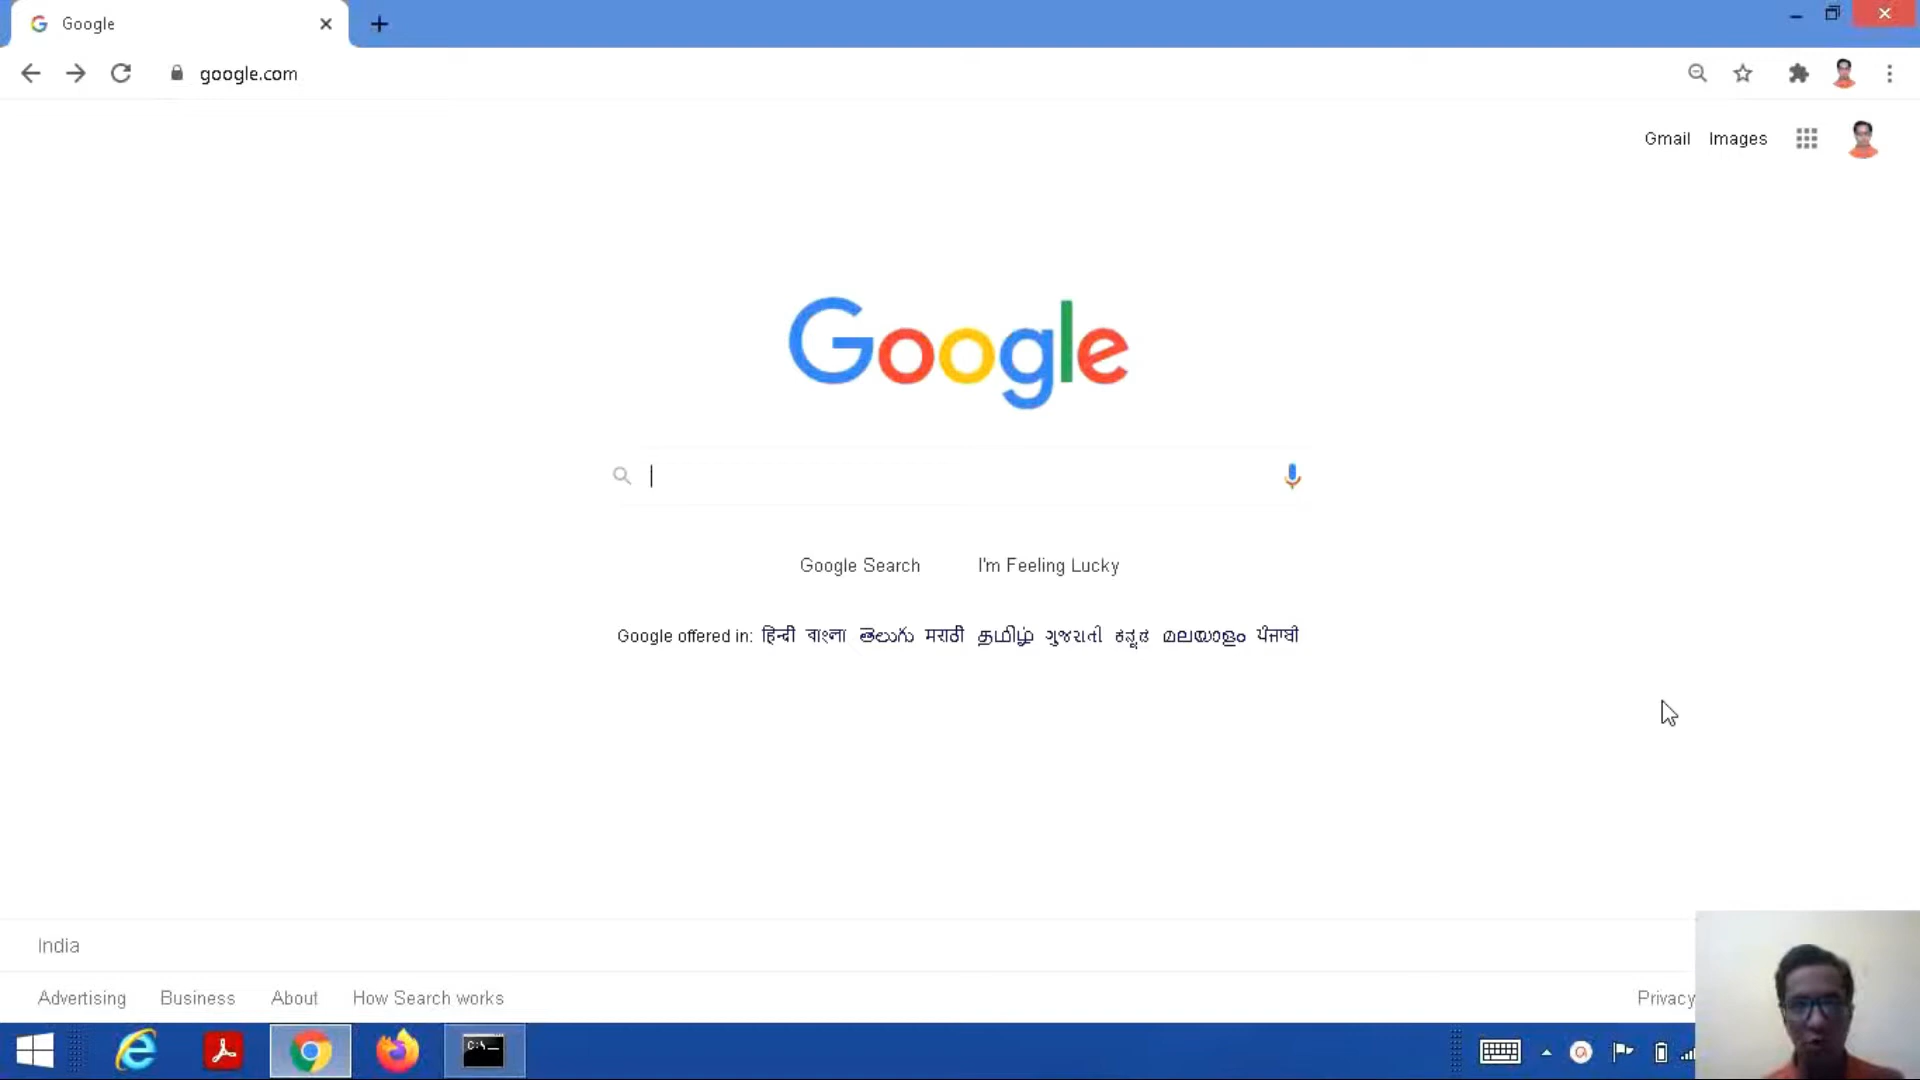 Google
google.com
Gmail Images
Google
Google Search I'm Feeling Lucky
Google offered in: हिन्दी বাংলা తెలుగు मराठी தமிழ் ગુજરાતી ಕನ್ನಡ മലയാളം ਪੰਜਾਬੀ
India
Advertising Business About How Search works Privacy
C:\